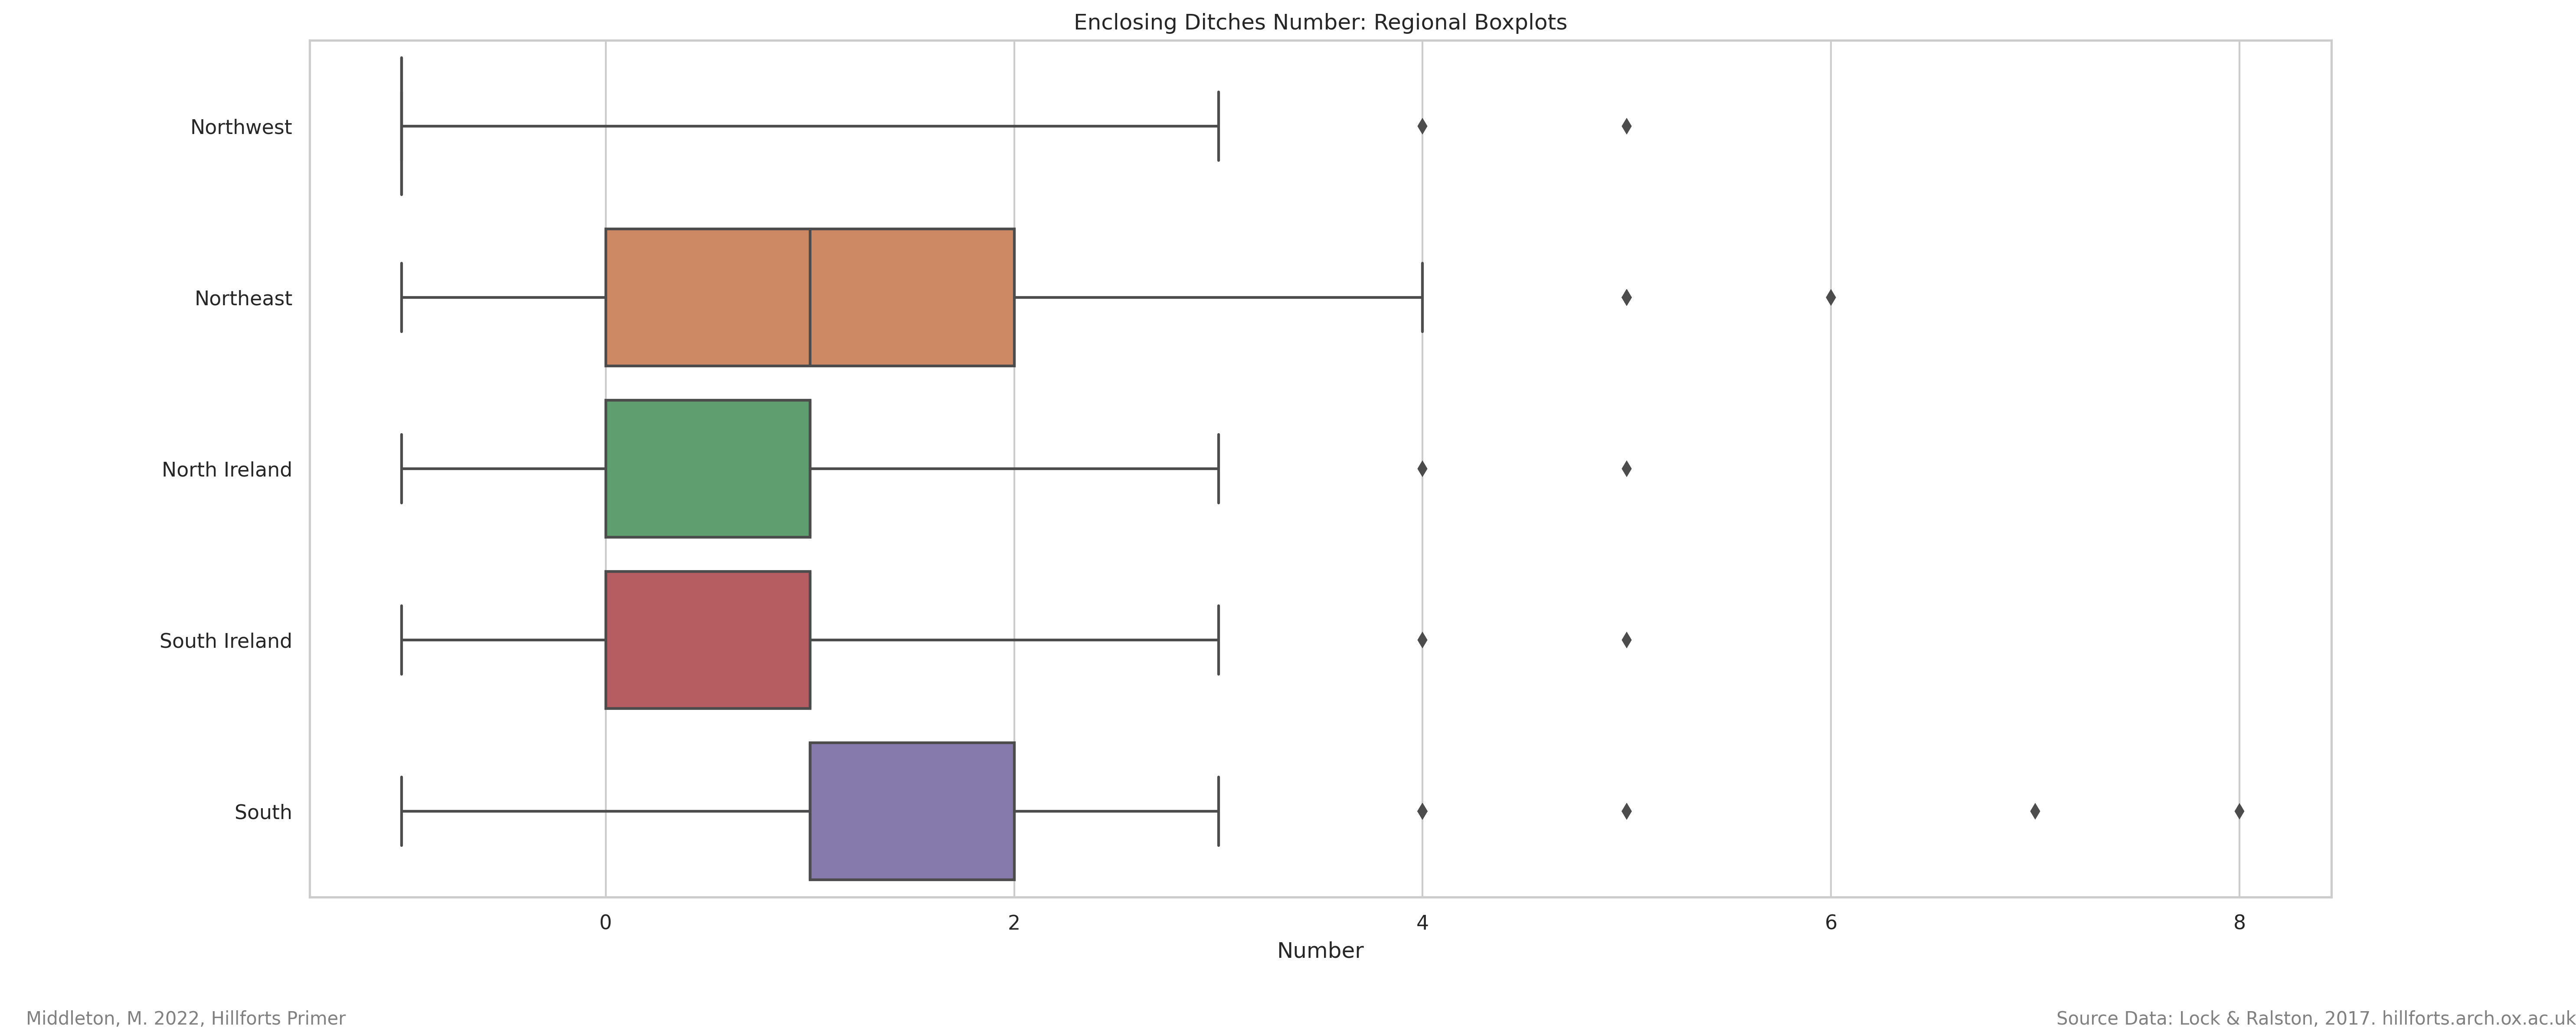 Enclosing Ditches Number: Regional Boxplots
Northwest
Northeast
North Ireland
South Ireland
South
0 2 4 6 8
Number
Middleton, M. 2022, Hillforts Primer
Source Data: Lock & Ralston, 2017. hillforts.arch.ox.ac.uk